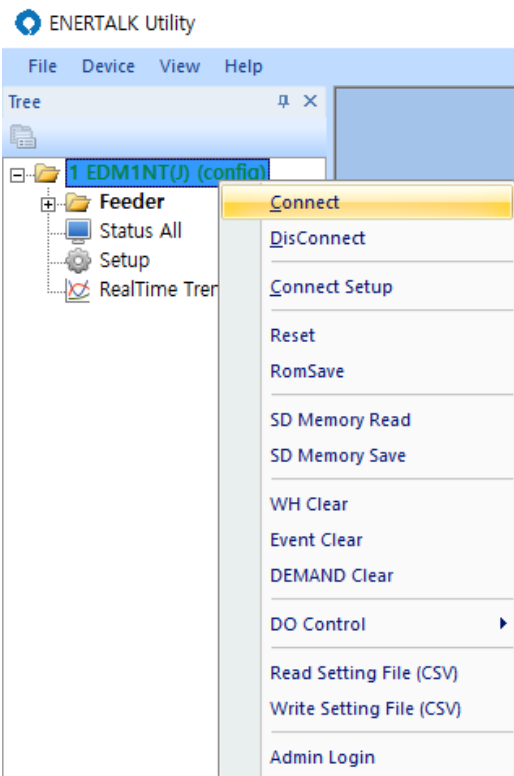 ENERTALK Utility
File Device View Help
Tree
1 EDM1NT(J) (config)
Feeder
Status All
Setup
RealTime Tren
Connect
DisConnect
Connect Setup
Reset
RomSave
SD Memory Read
SD Memory Save
WH Clear
Event Clear
DEMAND Clear
DO Control
Read Setting File (CSV)
Write Setting File (CSV)
Admin Login